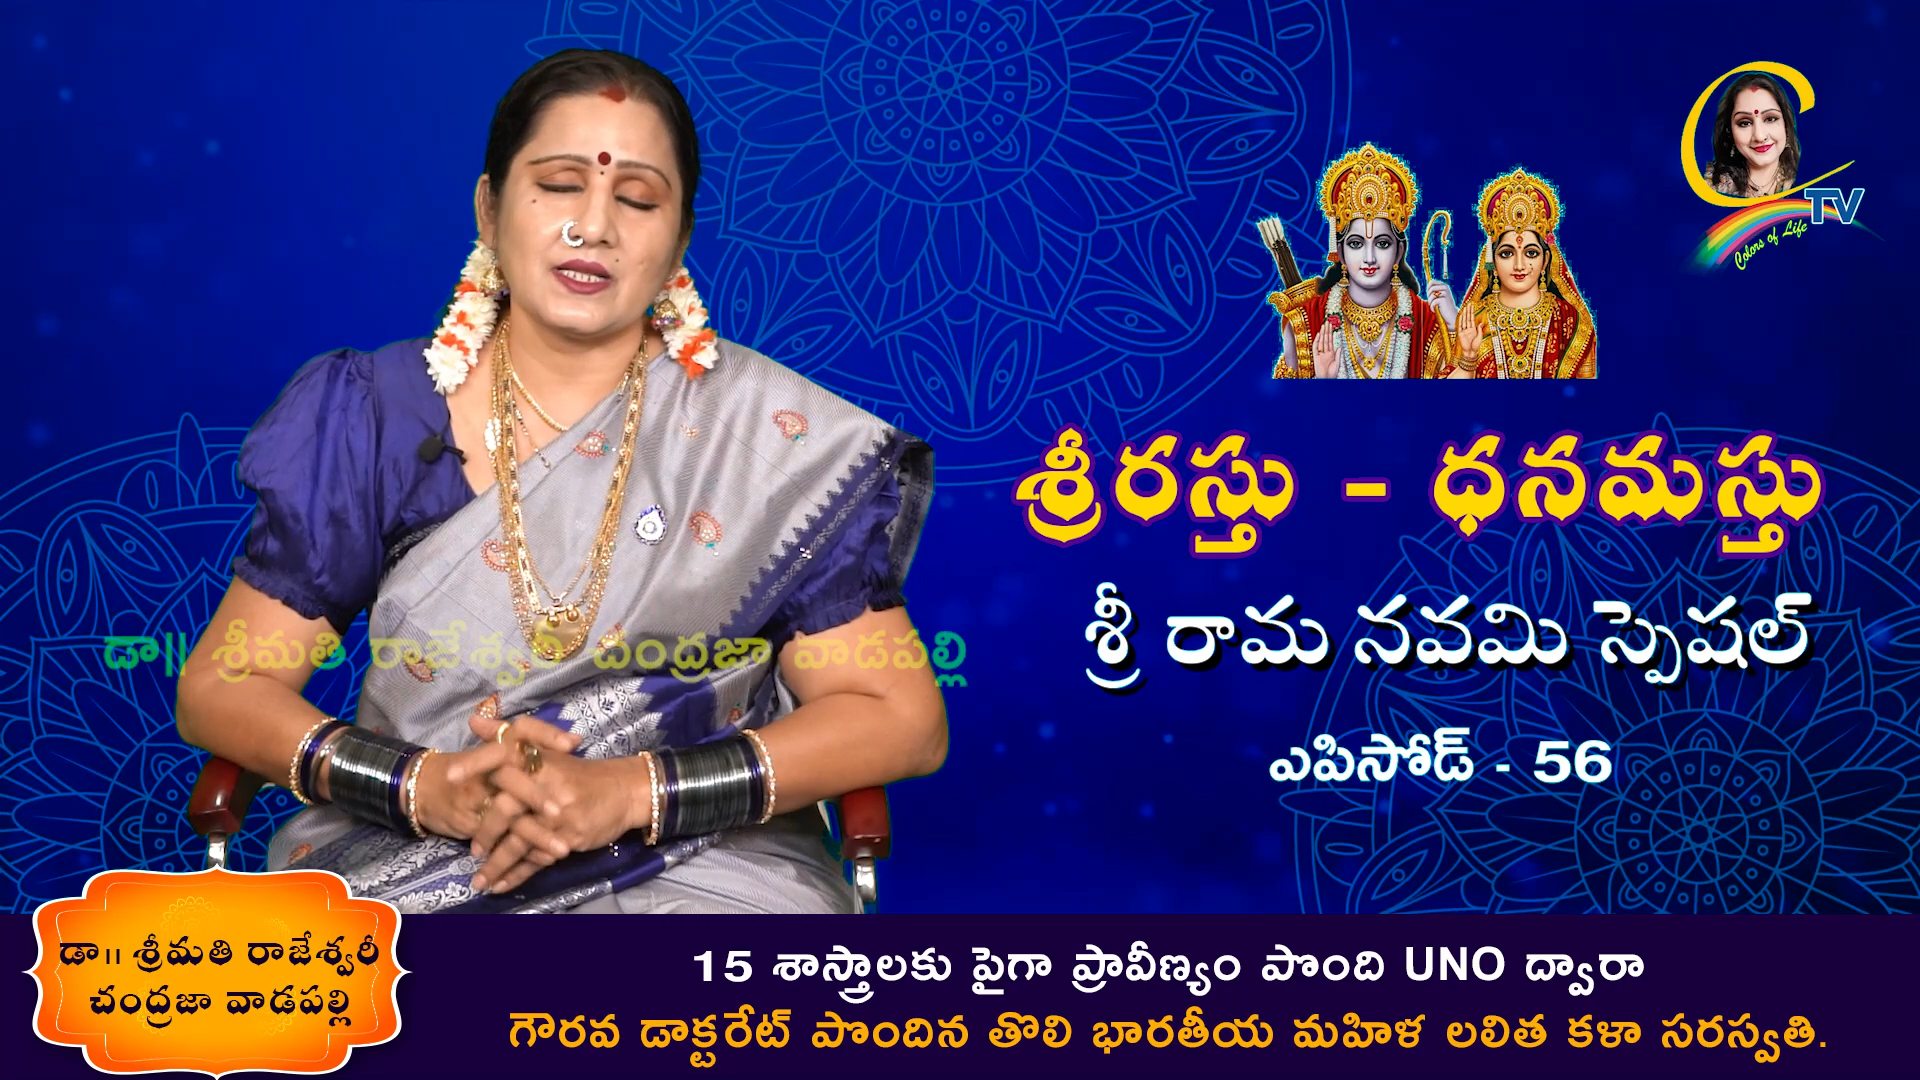 C TV
Colors of Life
శ్రీరస్తు - ధనమస్తు
శ్రీ రామ నవమి స్పెషల్
ఎపిసోడ్ - 56
డా|| శ్రీమతి రాజేశ్వరీ చంద్రజా వాడపల్లి
డా|| శ్రీమతి రాజేశ్వరీ
చంద్రజా వాడపల్లి
15 శాస్త్రాలకు పైగా ప్రావీణ్యం పొంది UNO ద్వారా
గౌరవ డాక్టరేట్ పొందిన తొలి భారతీయ మహిళ లలిత కళా సరస్వతి.